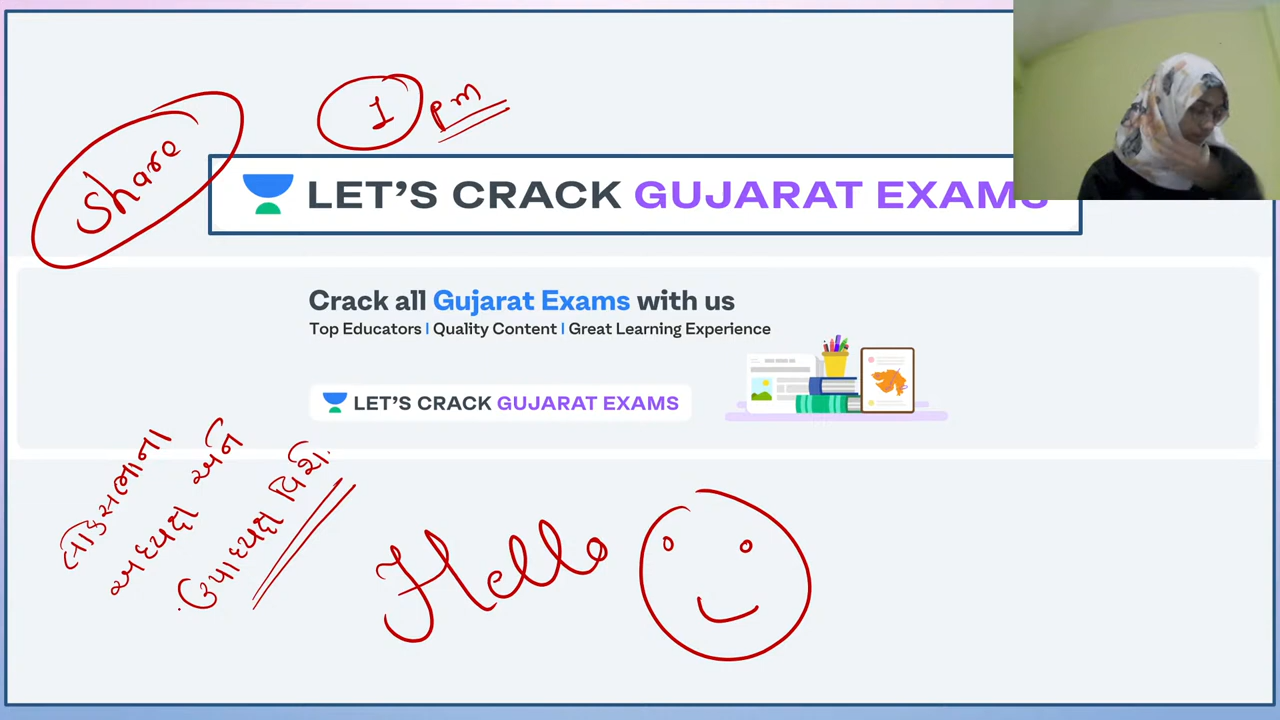 Share
1 pm
LET'S CRACK GUJARAT EXAMS
Crack all Gujarat Exams with us
Top Educators | Quality Content | Great Learning Experience
LET'S CRACK GUJARAT EXAMS
લોકસભાના
અધ્યક્ષ અને
ઉપાધ્યક્ષ વિશે.
Hello